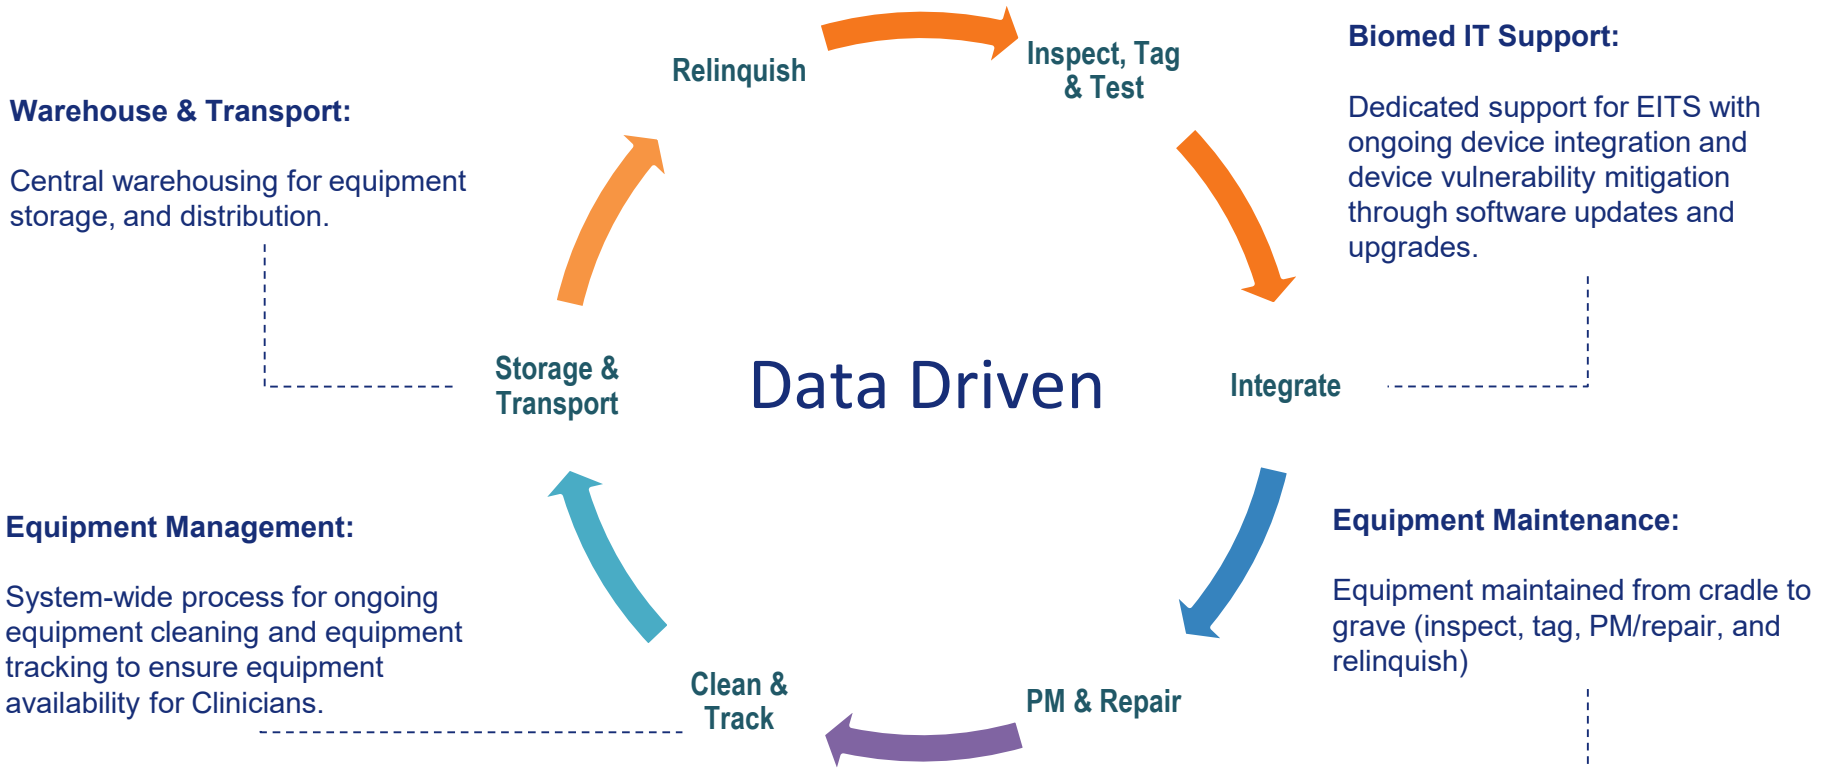 Relinquish
Inspect, Tag
& Test
Biomed IT Support:
Dedicated support for EITS with
ongoing device integration and
device vulnerability mitigation
through software updates and
upgrades.
Warehouse & Transport:
Central warehousing for equipment
storage, and distribution.
Storage &
Transport
Data Driven
Integrate
Equipment Management:
System-wide process for ongoing
equipment cleaning and equipment
tracking to ensure equipment
availability for Clinicians.
Clean &
Track
PM & Repair
Equipment Maintenance:
Equipment maintained from cradle to
grave (inspect, tag, PM/repair, and
relinquish)